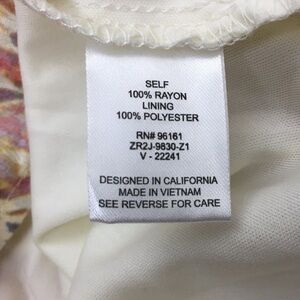 SELF
100% RAYON
LINING
100% POLYESTER
RN# 96161
ZR2J-9830-Z1
V - 22241
DESIGNED IN CALIFORNIA
MADE IN VIETNAM
SEE REVERSE FOR CARE